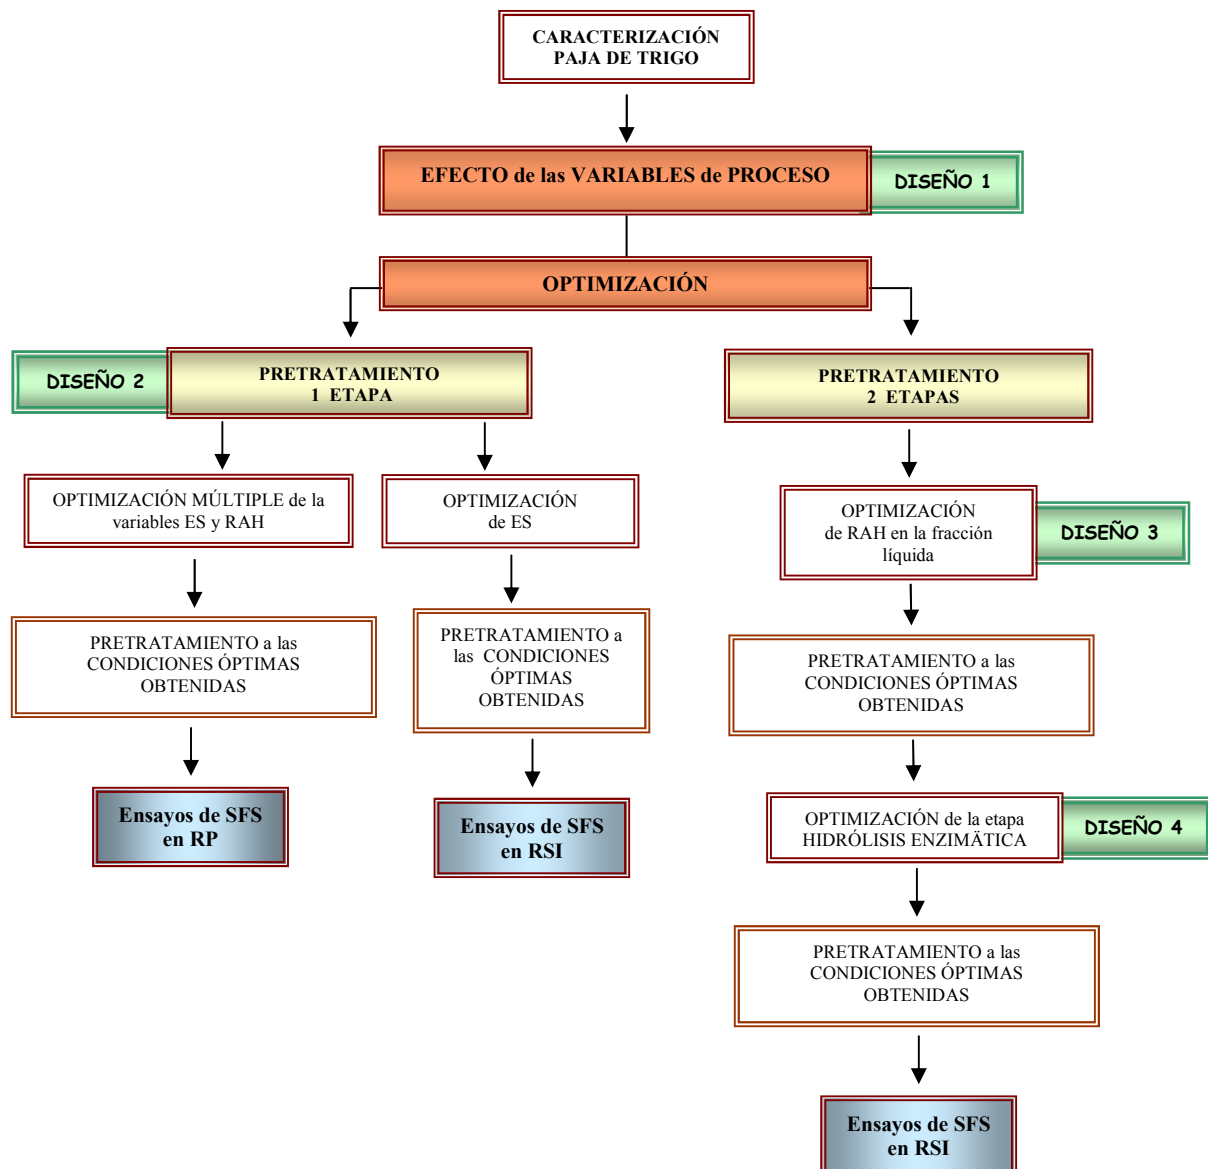 CARACTERIZACIÓN
PAJA DE TRIGO
EFECTO de las VARIABLES de PROCESO
DISEÑO 1
OPTIMIZACIÓN
DISEÑO 2
PRETRATAMIENTO
1 ETAPA
PRETRATAMIENTO
2 ETAPAS
OPTIMIZACIÓN MÚLTIPLE de la
variables ES y RAH
OPTIMIZACIÓN
de ES
OPTIMIZACIÓN
de RAH en la fracción
líquida
DISEÑO 3
PRETRATAMIENTO a las
CONDICIONES ÓPTIMAS
OBTENIDAS
PRETRATAMIENTO a
las CONDICIONES
ÓPTIMAS
OBTENIDAS
PRETRATAMIENTO a las
CONDICIONES ÓPTIMAS
OBTENIDAS
Ensayos de SFS
en RP
Ensayos de SFS
en RSI
OPTIMIZACIÓN de la etapa
HIDRÓLISIS ENZIMÄTICA
DISEÑO 4
PRETRATAMIENTO a las
CONDICIONES ÓPTIMAS
OBTENIDAS
Ensayos de SFS
en RSI